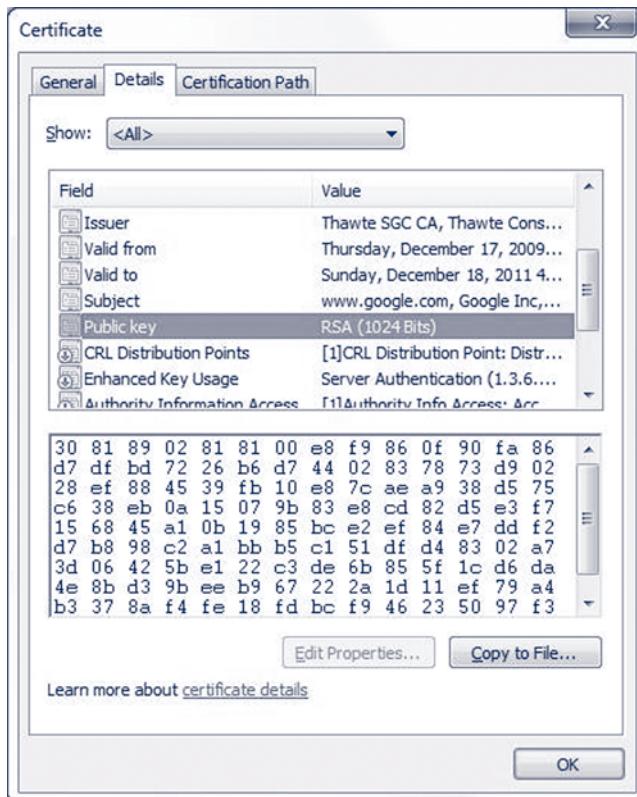 Certificate
General Details Certification Path
Show: <All>
Field Value
Issuer Thawte SGC CA, Thawte Cons...
Valid from Thursday, December 17, 2009...
Valid to Sunday, December 18, 2011 4...
Subject www.google.com, Google Inc,...
Public key RSA (1024 Bits)
CRL Distribution Points [1]CRL Distribution Point: Distr...
Enhanced Key Usage Server Authentication (1.3.6....
Authority Information Access [1]Authority Info Access: Acc
30 81 89 02 81 81 00 e8 f9 86 0f 90 fa 86
d7 df bd 72 26 b6 d7 44 02 83 78 73 d9 02
28 ef 88 45 39 fb 10 e8 7c ae a9 38 d5 75
c6 38 eb 0a 15 07 9b 83 e8 cd 82 d5 e3 f7
15 68 45 a1 0b 19 85 bc e2 ef 84 e7 dd f2
d7 b8 98 c2 a1 bb b5 c1 51 df d4 83 02 a7
3d 06 42 5b e1 22 c3 de 6b 85 5f 1c d6 da
4e 8b d3 9b ee b9 67 22 2a 1d 11 ef 79 a4
b3 37 8a f4 fe 18 fd bc f9 46 23 50 97 f3
Edit Properties... Copy to File...
Learn more about certificate details
OK